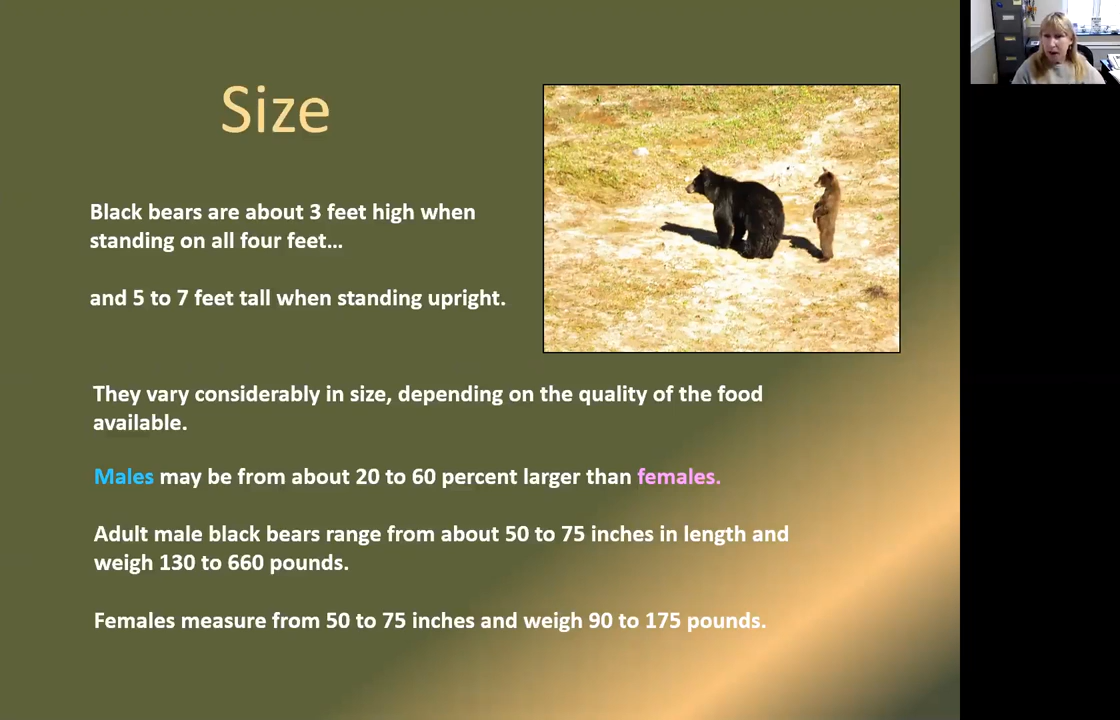 Size
Black bears are about 3 feet high when
standing on all four feet…
and 5 to 7 feet tall when standing upright.
They vary considerably in size, depending on the quality of the food
available.
Males may be from about 20 to 60 percent larger than females.
Adult male black bears range from about 50 to 75 inches in length and
weigh 130 to 660 pounds.
Females measure from 50 to 75 inches and weigh 90 to 175 pounds.